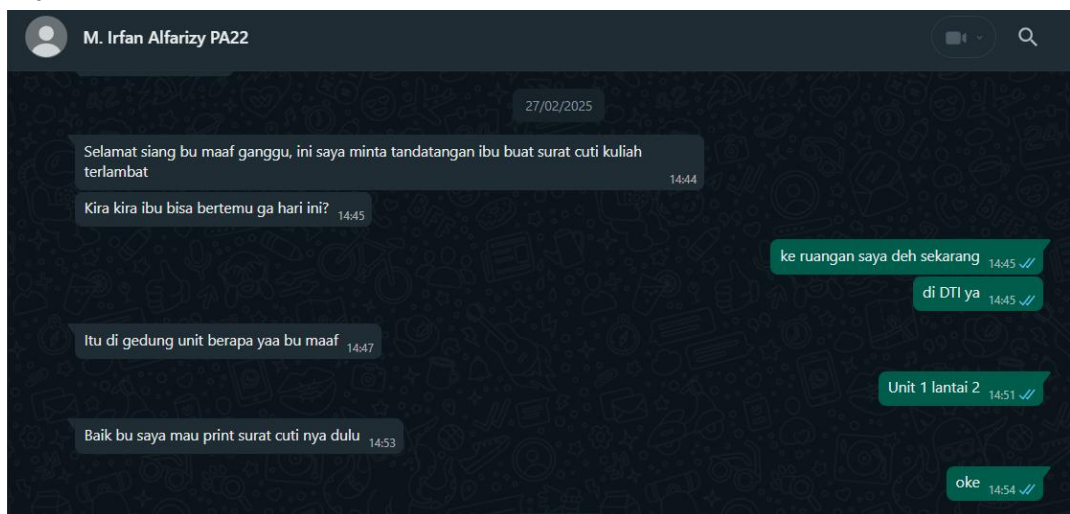 M. Irfan Alfarizy PA22
27/02/2025
Selamat siang bu maaf ganggu, ini saya minta tandatangan ibu buat surat cuti kuliah
terlambat
14:44
Kira kira ibu bisa bertemu ga hari ini? 14:45
ke ruangan saya deh sekarang 14:45
di DTI ya 14:45
Itu di gedung unit berapa yaa bu maaf 14:47
Unit 1 lantai 2 14:51
Baik bu saya mau print surat cuti nya dulu 14:53
oke 14:54